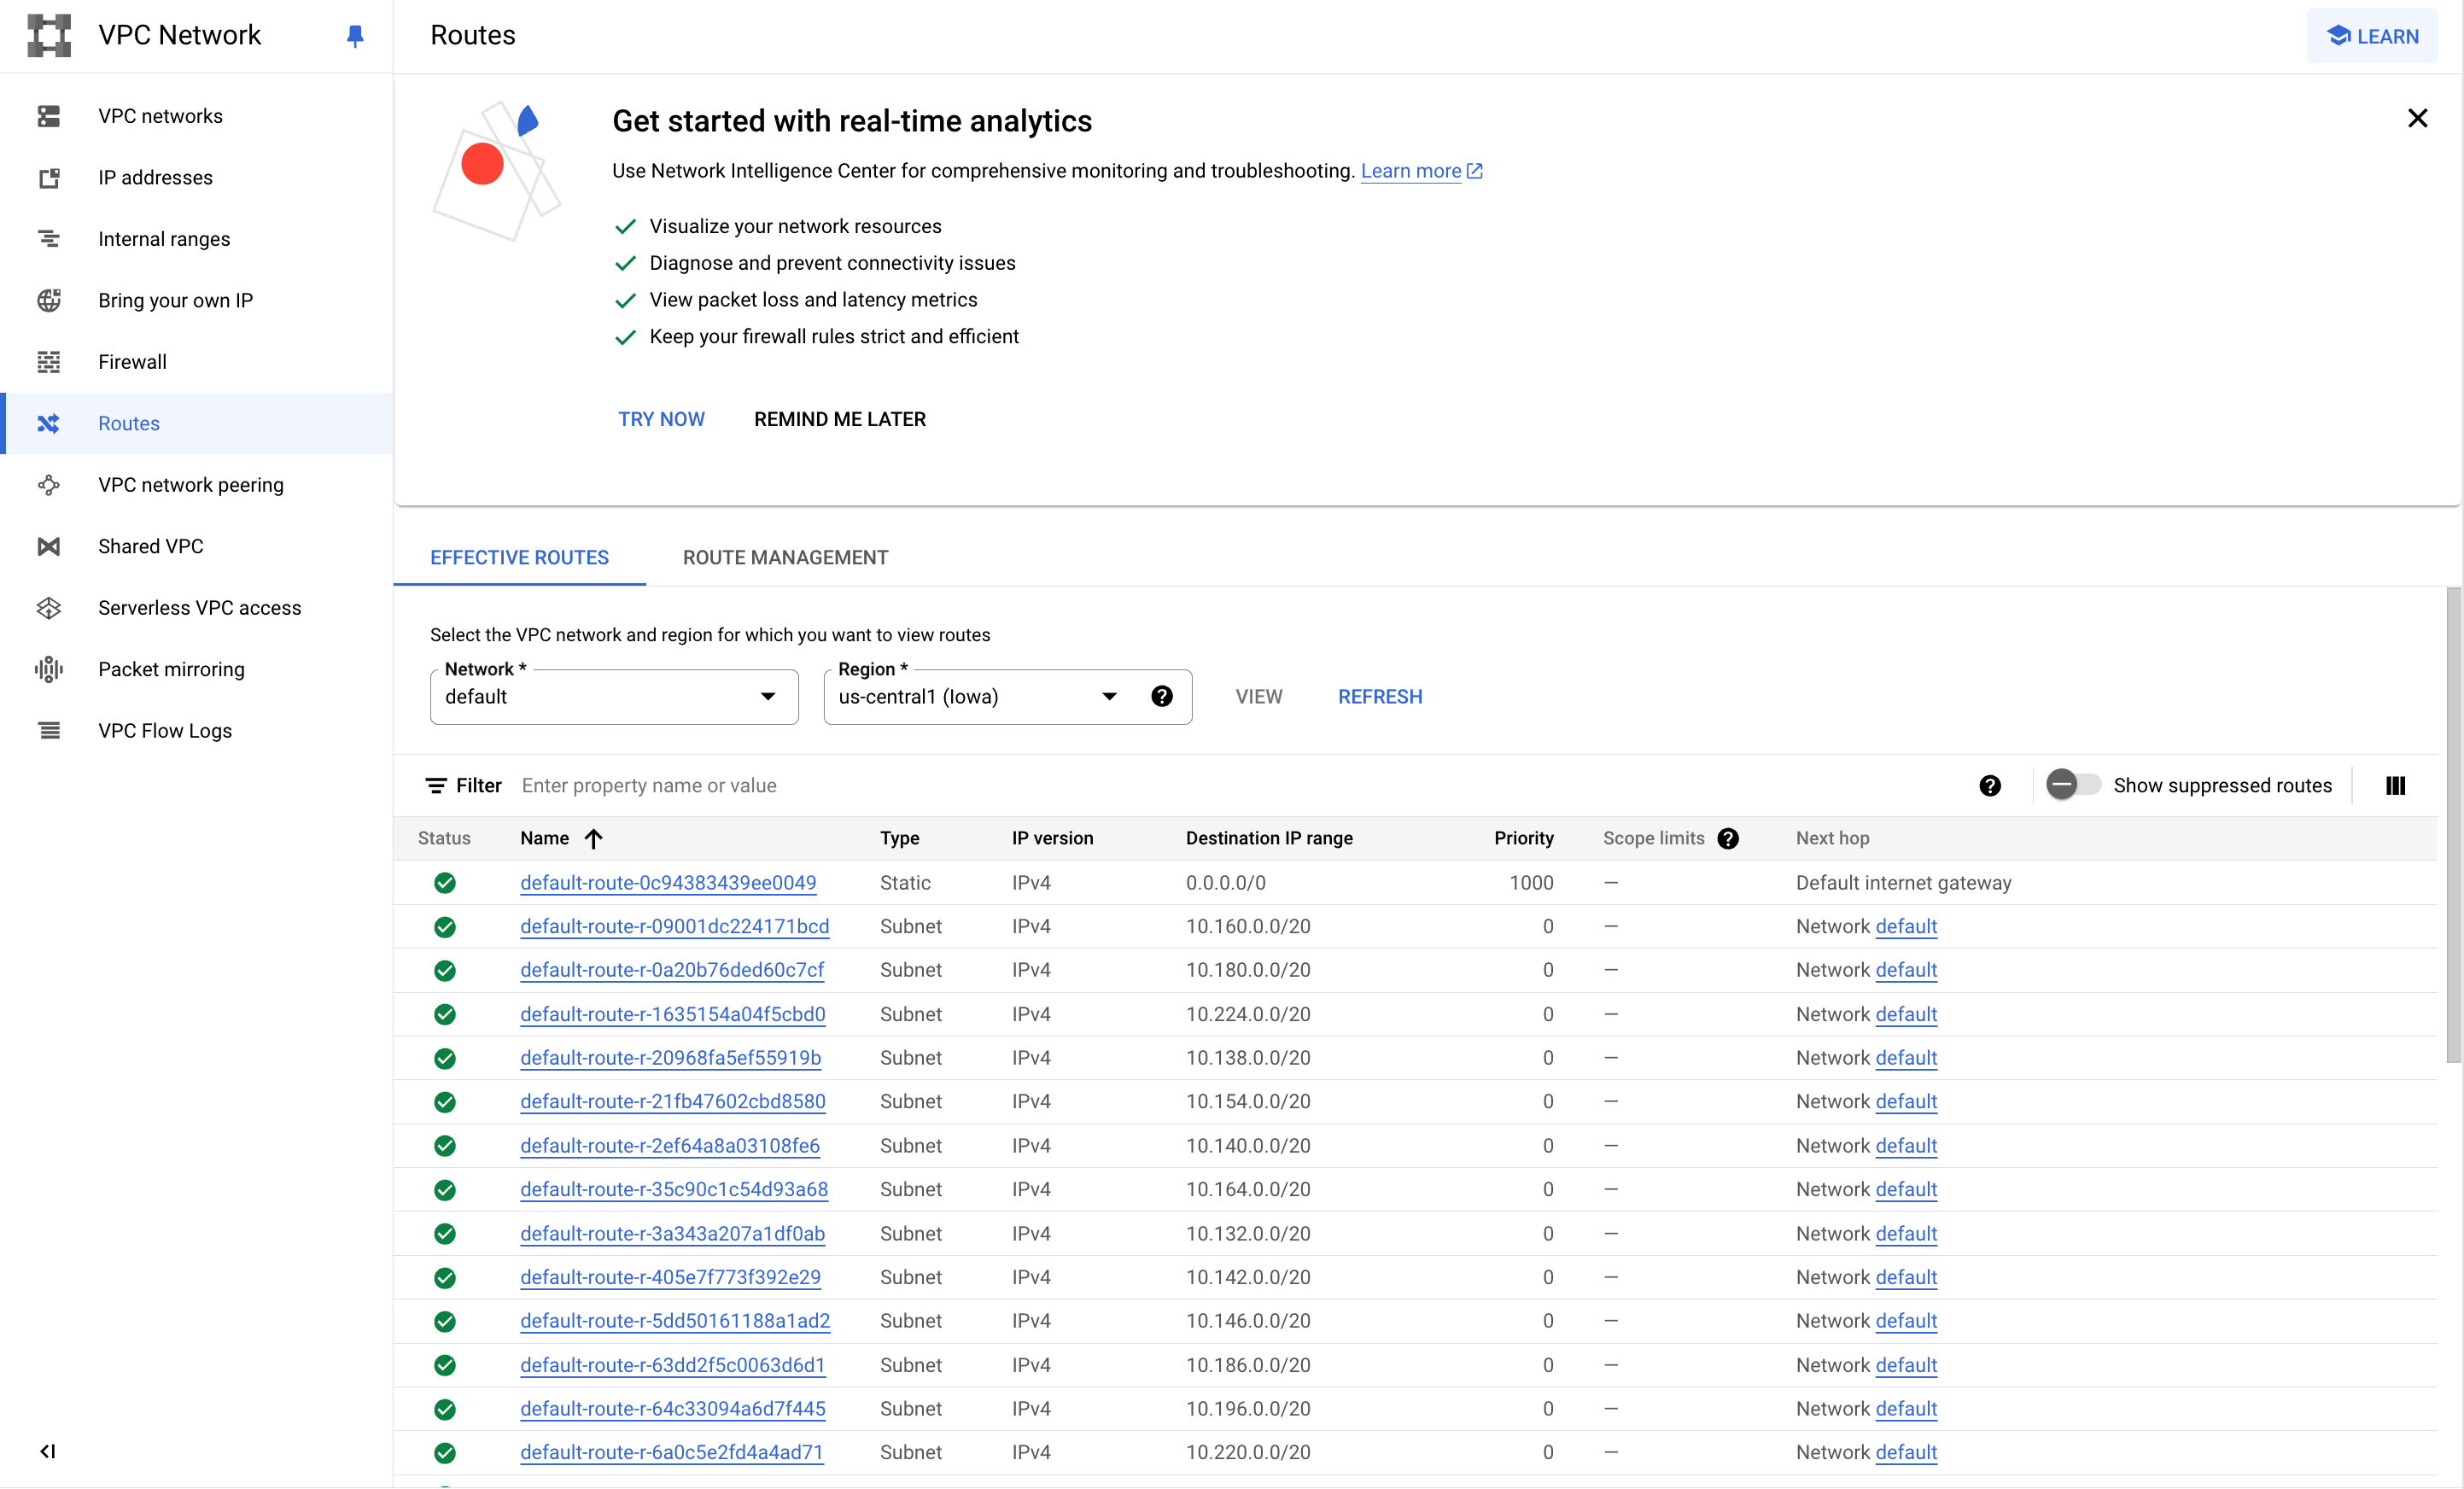 VPC Network
Routes
LEARN
VPC networks
IP addresses
Internal ranges
Bring your own IP
Firewall
Routes
VPC network peering
Shared VPC
Serverless VPC access
Packet mirroring
VPC Flow Logs
Get started with real-time analytics
Use Network Intelligence Center for comprehensive monitoring and troubleshooting. Learn more
Visualize your network resources
Diagnose and prevent connectivity issues
View packet loss and latency metrics
Keep your firewall rules strict and efficient
TRY NOW REMIND ME LATER
EFFECTIVE ROUTES ROUTE MANAGEMENT
Select the VPC network and region for which you want to view routes
Network * Region *
default us-central1 (Iowa) VIEW REFRESH
Filter Enter property name or value Show suppressed routes
Status Name Type IP version Destination IP range Priority Scope limits Next hop
default-route-0c94383439ee0049 Static IPv4 0.0.0.0/0 1000 — Default internet gateway
default-route-r-09001dc224171bcd Subnet IPv4 10.160.0.0/20 0 — Network default
default-route-r-0a20b76ded60c7cf Subnet IPv4 10.180.0.0/20 0 — Network default
default-route-r-1635154a04f5cbd0 Subnet IPv4 10.224.0.0/20 0 — Network default
default-route-r-20968fa5ef55919b Subnet IPv4 10.138.0.0/20 0 — Network default
default-route-r-21fb47602cbd8580 Subnet IPv4 10.154.0.0/20 0 — Network default
default-route-r-2ef64a8a03108fe6 Subnet IPv4 10.140.0.0/20 0 — Network default
default-route-r-35c90c1c54d93a68 Subnet IPv4 10.164.0.0/20 0 — Network default
default-route-r-3a343a207a1df0ab Subnet IPv4 10.132.0.0/20 0 — Network default
default-route-r-405e7f773f392e29 Subnet IPv4 10.142.0.0/20 0 — Network default
default-route-r-5dd50161188a1ad2 Subnet IPv4 10.146.0.0/20 0 — Network default
default-route-r-63dd2f5c0063d6d1 Subnet IPv4 10.186.0.0/20 0 — Network default
default-route-r-64c33094a6d7f445 Subnet IPv4 10.196.0.0/20 0 — Network default
default-route-r-6a0c5e2fd4a4ad71 Subnet IPv4 10.220.0.0/20 0 — Network default